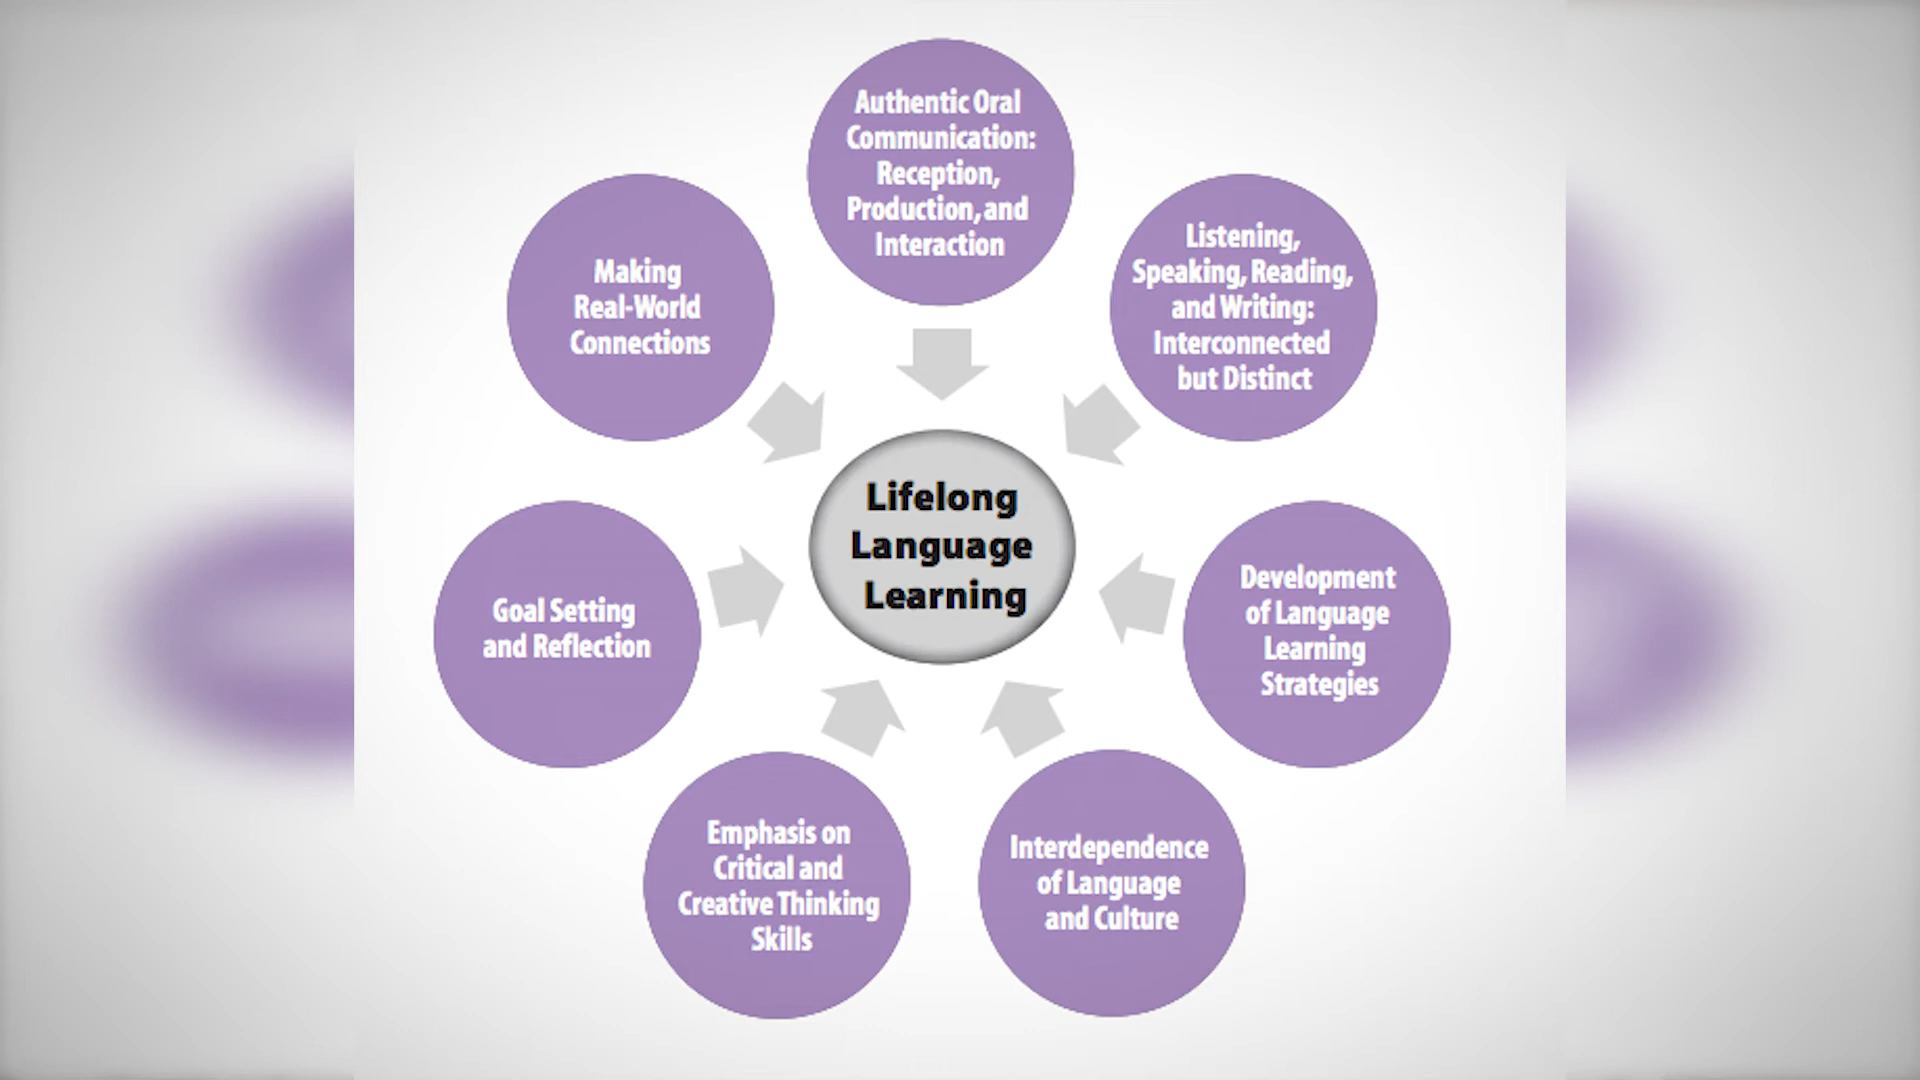 Authentic Oral
Communication:
Reception,
Production, and
Interaction
Listening,
Speaking, Reading,
and Writing:
Interconnected
but Distinct
Development
of Language
Learning
Strategies
Interdependence
of Language
and Culture
Emphasis on
Critical and
Creative Thinking
Skills
Goal Setting
and Reflection
Making
Real-World
Connections
Lifelong
Language
Learning